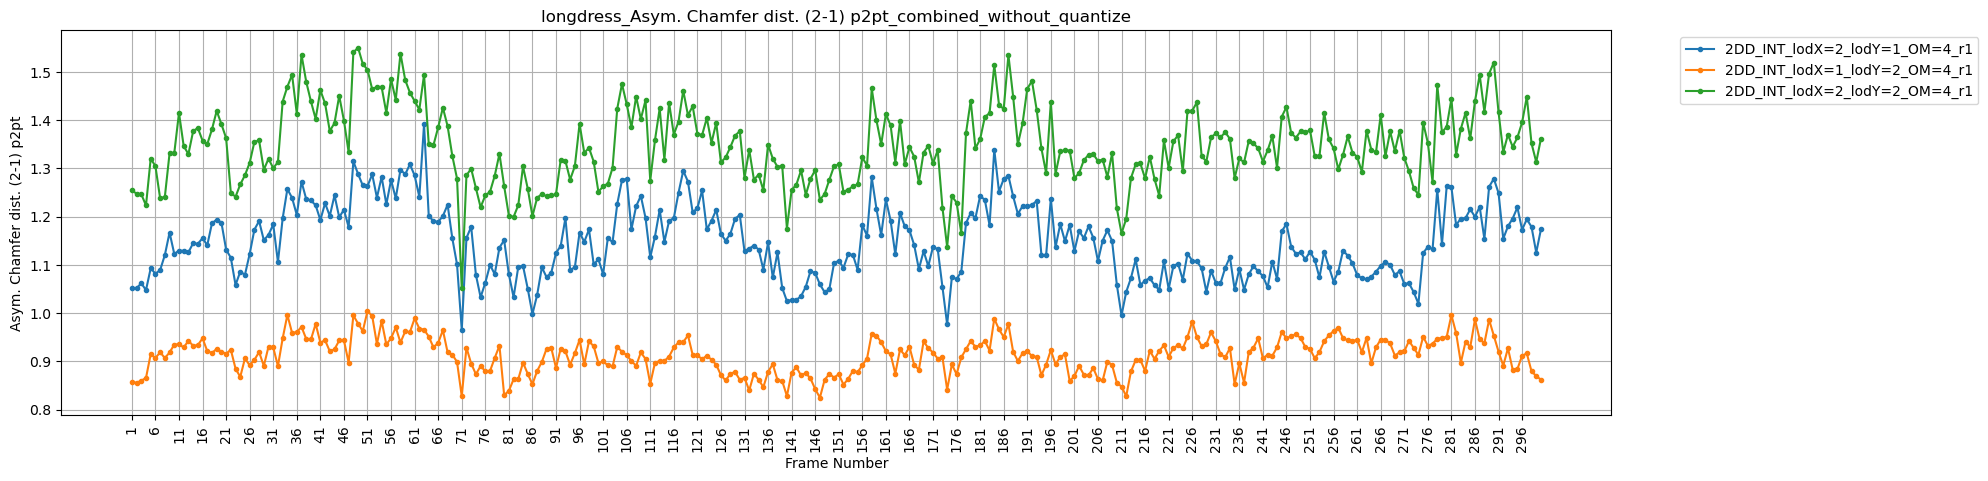 longdress_Asym. Chamfer dist. (2-1) p2pt_combined_without_quantize
Asym. Chamfer dist. (2-1) p2pt
1.5
1.4
1.3
1.2
1.1
1.0
0.9
0.8
1 6 11 16 21 26 31 36 41 46 51 56 61 66 71 76 81 86 91 96 101 106 111 116 121 126 131 136 141 146 151 156 161 166 171 176 181 186 191 196 201 206 211 216 221 226 231 236 241 246 251 256 261 266 271 276 281 286 291 296
Frame Number
2DD_INT_lodX=2_lodY=1_OM=4_r1
2DD_INT_lodX=1_lodY=2_OM=4_r1
2DD_INT_lodX=2_lodY=2_OM=4_r1